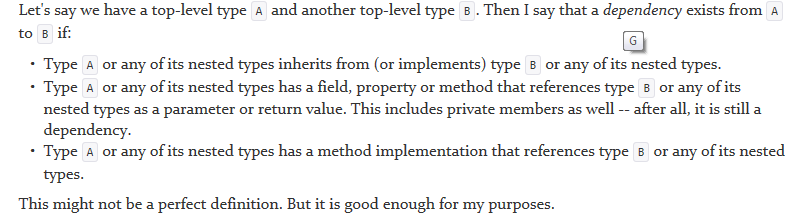 Let's say we have a top-level type A and another top-level type B. Then I say that a dependency exists from A
to B if:
G
• Type A or any of its nested types inherits from (or implements) type B or any of its nested types.
• Type A or any of its nested types has a field, property or method that references type B or any of its
nested types as a parameter or return value. This includes private members as well -- after all, it is still a
dependency.
• Type A or any of its nested types has a method implementation that references type B or any of its nested
types.
This might not be a perfect definition. But it is good enough for my purposes.